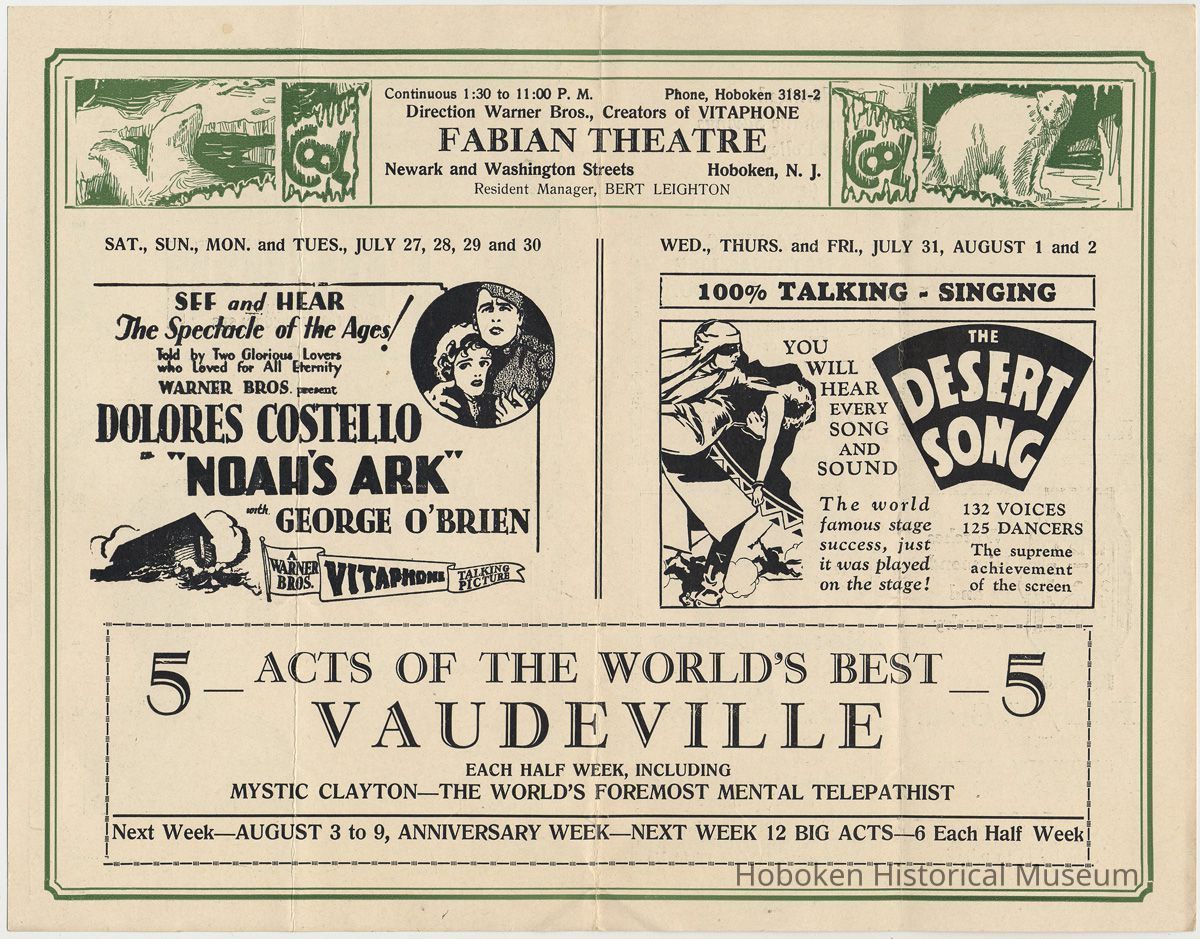 COOL
Continuous 1:30 to 11:00 P. M. Phone, Hoboken 3181-2
Direction Warner Bros., Creators of VITAPHONE
FABIAN THEATRE
Newark and Washington Streets Hoboken, N. J.
Resident Manager, BERT LEIGHTON
COOL
SAT., SUN., MON. and TUES., JULY 27, 28, 29 and 30
SEE and HEAR
The Spectacle of the Ages!
Told by Two Glorious Lovers
who Loved for All Eternity
WARNER BROS. present
DOLORES COSTELLO
in "NOAH'S ARK"
with GEORGE O'BRIEN
A
WARNER
BROS.
VITAPHONE
TALKING
PICTURE
WED., THURS. and FRI., JULY 31, AUGUST 1 and 2
100% TALKING - SINGING
YOU
WILL
HEAR
EVERY
SONG
AND
SOUND
THE
DESERT
SONG
The world
famous stage
success, just
it was played
on the stage!
132 VOICES
125 DANCERS
The supreme
achievement
of the screen
5 — ACTS OF THE WORLD'S BEST — 5
VAUDEVILLE
EACH HALF WEEK, INCLUDING
MYSTIC CLAYTON—THE WORLD'S FOREMOST MENTAL TELEPATHIST
Next Week—AUGUST 3 to 9, ANNIVERSARY WEEK—NEXT WEEK 12 BIG ACTS—6 Each Half Week
Hoboken Historical Museum